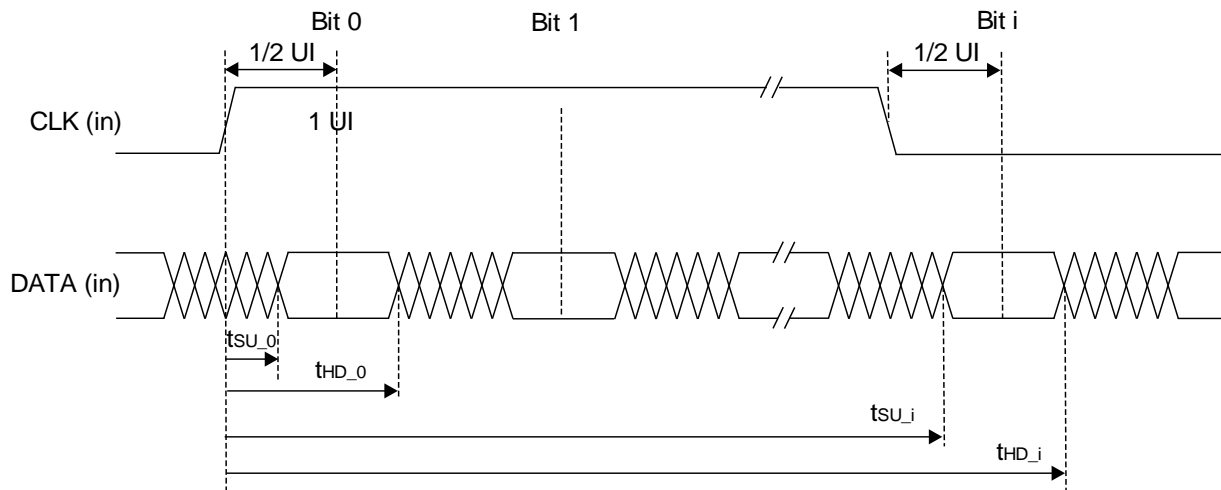 Bit 0 Bit 1 Bit i
1/2 UI 1/2 UI
CLK (in) 1 UI
DATA (in)
tSU_0
tHD_0
tSU_i
tHD_i